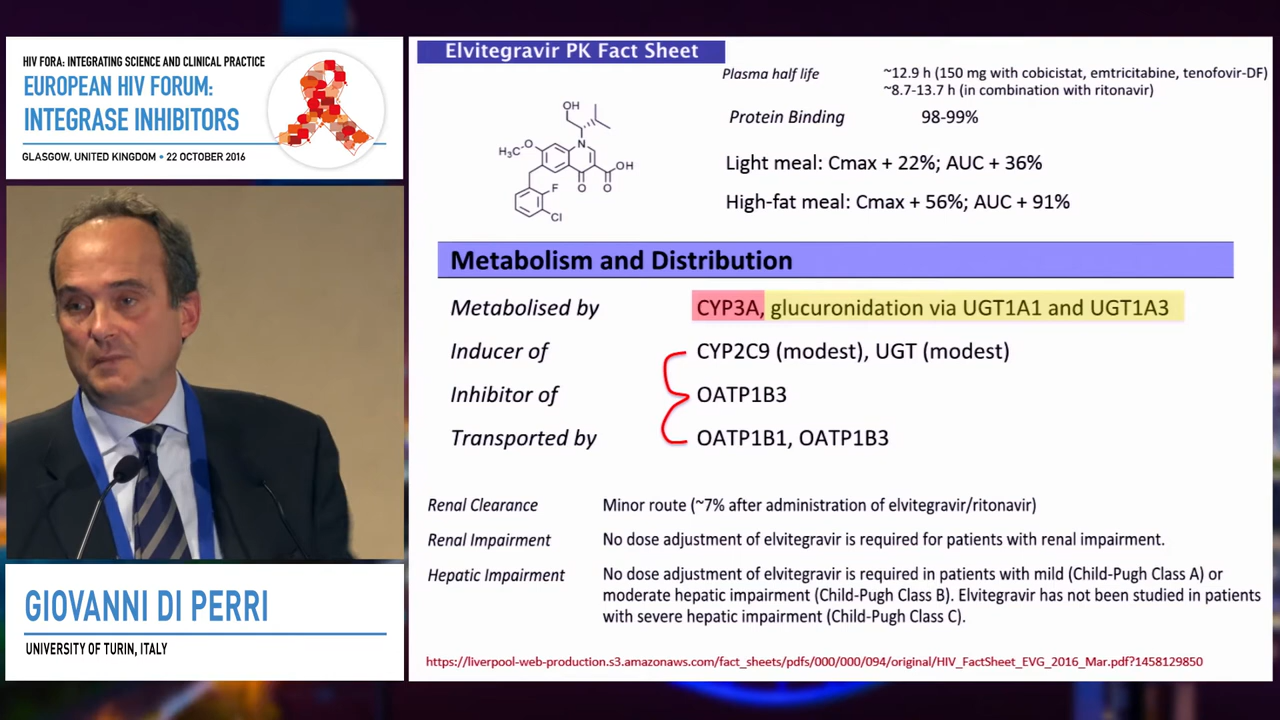 HIV FORA: INTEGRATING SCIENCE AND CLINICAL PRACTICE
EUROPEAN HIV FORUM:
INTEGRASE INHIBITORS
GLASGOW, UNITED KINGDOM • 22 OCTOBER 2016
GIOVANNI DI PERRI
UNIVERSITY OF TURIN, ITALY
Elvitegravir PK Fact Sheet
Plasma half life ~12.9 h (150 mg with cobicistat, emtricitabine, tenofovir-DF)
~8.7-13.7 h (in combination with ritonavir)
Protein Binding 98-99%
Light meal: Cmax + 22%; AUC + 36%
High-fat meal: Cmax + 56%; AUC + 91%
OH
N
H₃C
O
OH
O
O
F
Cl
Metabolism and Distribution
Metabolised by CYP3A, glucuronidation via UGT1A1 and UGT1A3
Inducer of CYP2C9 (modest), UGT (modest)
Inhibitor of OATP1B3
Transported by OATP1B1, OATP1B3
Renal Clearance Minor route (~7% after administration of elvitegravir/ritonavir)
Renal Impairment No dose adjustment of elvitegravir is required for patients with renal impairment.
Hepatic Impairment No dose adjustment of elvitegravir is required in patients with mild (Child-Pugh Class A) or
moderate hepatic impairment (Child-Pugh Class B). Elvitegravir has not been studied in patients
with severe hepatic impairment (Child-Pugh Class C).
https://liverpool-web-production.s3.amazonaws.com/fact_sheets/pdfs/000/000/094/original/HIV_FactSheet_EVG_2016_Mar.pdf?1458129850